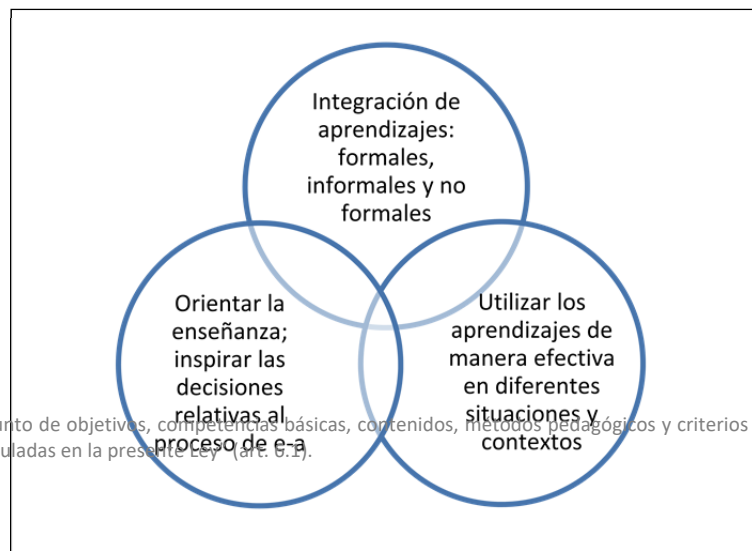 Integración de
aprendizajes:
formales,
informales y no
formales
Orientar la
enseñanza;
inspirar las
decisiones
relativas al
proceso de e-a
Utilizar los
aprendizajes de
manera efectiva
en diferentes
situaciones y
contextos
unto de objetivos, competencias básicas, contenidos, métodos pedagógicos y criterios
uladas en la presente Ley" (art. 6.1).